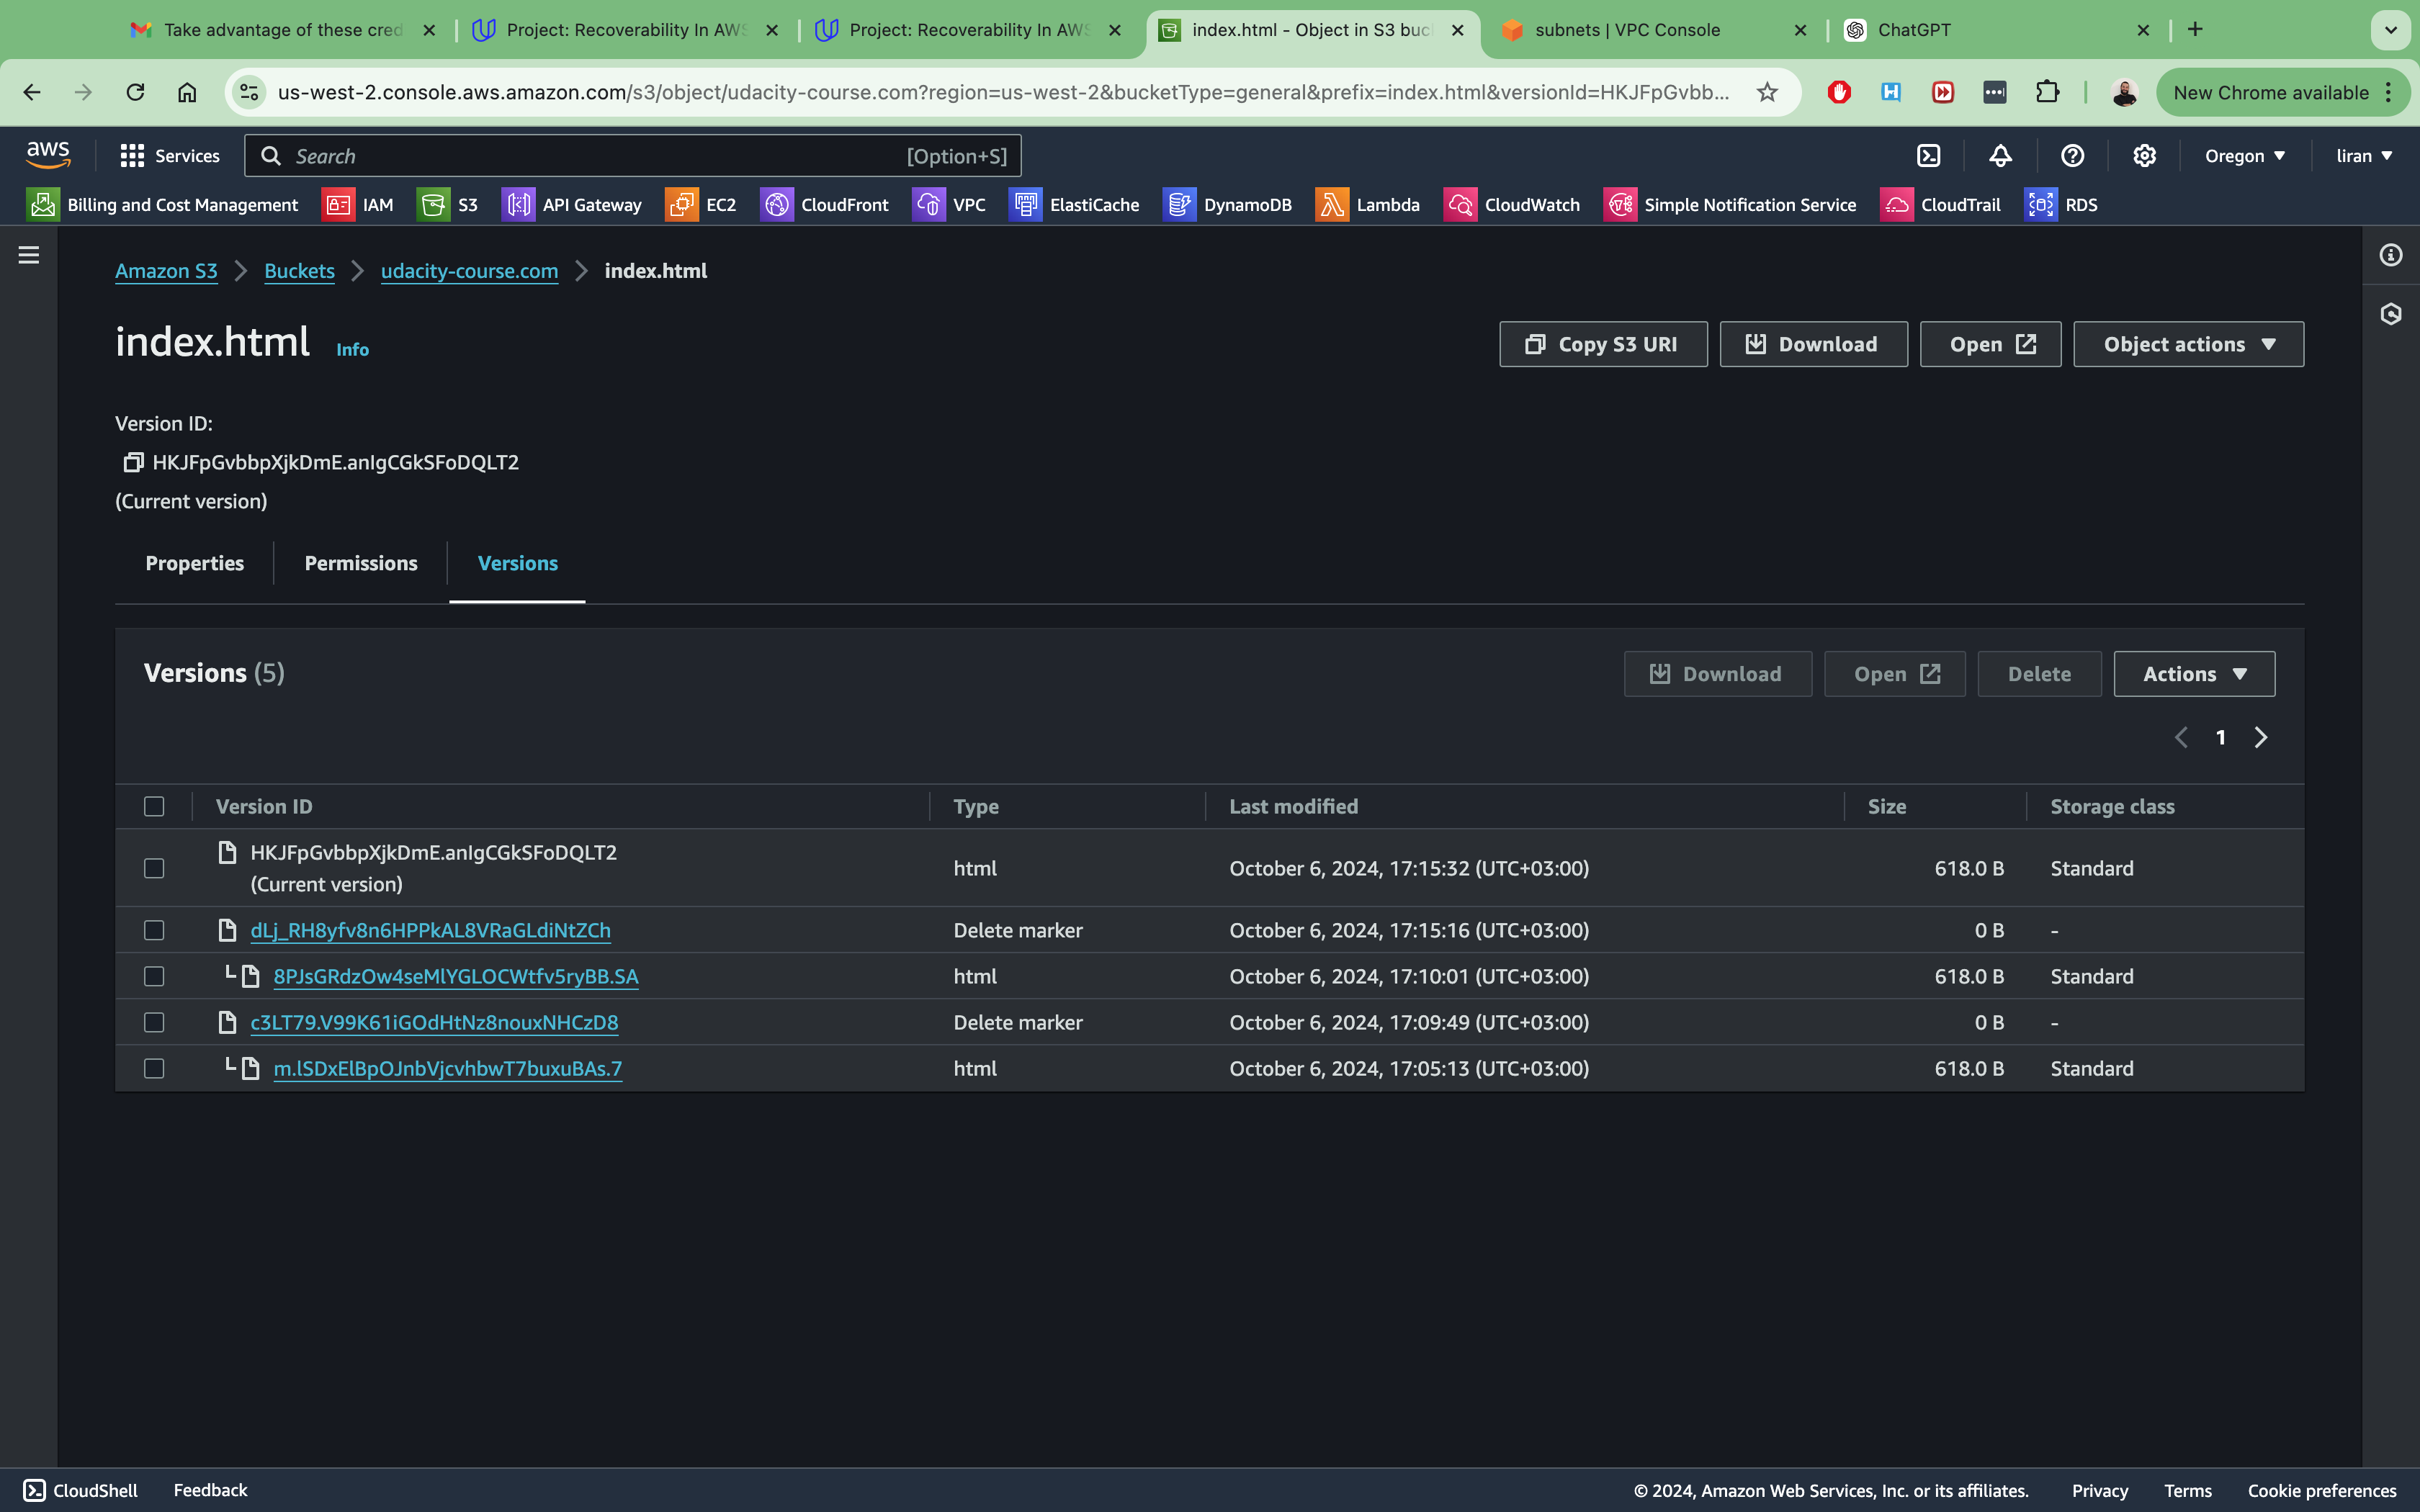 Take advantage of these cred
Project: Recoverability In AWS
Project: Recoverability In AWS
index.html - Object in S3 buc
subnets | VPC Console
ChatGPT
us-west-2.console.aws.amazon.com/s3/object/udacity-course.com?region=us-west-2&bucketType=general&prefix=index.html&versionId=HKJFpGvbb...
New Chrome available
aws
Services
Search
[Option+S]
Oregon
liran
Billing and Cost Management
IAM
S3
API Gateway
EC2
CloudFront
VPC
ElastiCache
DynamoDB
Lambda
CloudWatch
Simple Notification Service
CloudTrail
RDS
Amazon S3
Buckets
udacity-course.com
index.html
index.html
Info
Copy S3 URI
Download
Open
Object actions
Version ID:
HKJFpGvbbpXjkDmE.anIgCGkSFoDQLT2
(Current version)
Properties
Permissions
Versions
Versions (5)
Download
Open
Delete
Actions
1
Version ID
Type
Last modified
Size
Storage class
HKJFpGvbbpXjkDmE.anIgCGkSFoDQLT2
(Current version)
html
October 6, 2024, 17:15:32 (UTC+03:00)
618.0 B
Standard
dLj_RH8yfv8n6HPPkAL8VRaGLdiNtZCh
Delete marker
October 6, 2024, 17:15:16 (UTC+03:00)
0 B
-
8PJsGRdzOw4seMlYGLOCWtfv5ryBB.SA
html
October 6, 2024, 17:10:01 (UTC+03:00)
618.0 B
Standard
c3LT79.V99K61iGOdHtNz8nouxNHCzD8
Delete marker
October 6, 2024, 17:09:49 (UTC+03:00)
0 B
-
m.lSDxElBpOJnbVjcvhbwT7buxuBAs.7
html
October 6, 2024, 17:05:13 (UTC+03:00)
618.0 B
Standard
CloudShell
Feedback
© 2024, Amazon Web Services, Inc. or its affiliates.
Privacy
Terms
Cookie preferences